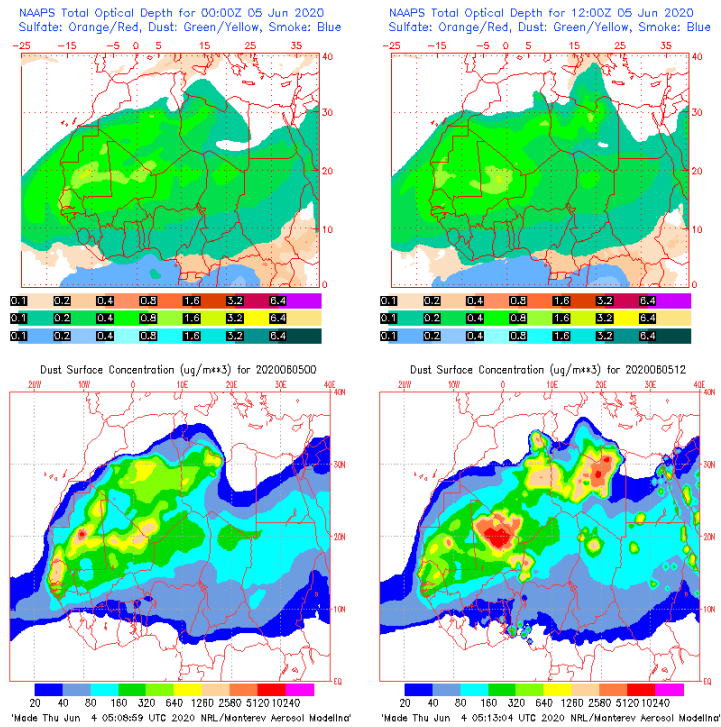 NAAPS Total Optical Depth for 00:00Z 05 Jun 2020
Sulfate: Orange/Red, Dust: Green/Yellow, Smoke: Blue
-25 -15 -5 0 5 15 25 35
40
30
20
10
0
0.1 0.2 0.4 0.8 1.6 3.2 6.4
0.1 0.2 0.4 0.8 1.6 3.2 6.4
0.1 0.2 0.4 0.8 1.6 3.2 6.4
NAAPS Total Optical Depth for 12:00Z 05 Jun 2020
Sulfate: Orange/Red, Dust: Green/Yellow, Smoke: Blue
-25 -15 -5 0 5 15 25 35
40
30
20
10
0
0.1 0.2 0.4 0.8 1.6 3.2 6.4
0.1 0.2 0.4 0.8 1.6 3.2 6.4
0.1 0.2 0.4 0.8 1.6 3.2 6.4
Dust Surface Concentration (ug/m**3) for 2020060500
20W 10W 0 10E 20E 30E 40E
40N
30N
20N
10N
EQ
20 40 80 160 320 640 1280 2560 5120 10240
'Made Thu Jun 4 05:08:59 UTC 2020 NRL/Monterey Aerosol Modeling'
Dust Surface Concentration (ug/m**3) for 2020060512
20W 10W 0 10E 20E 30E 40E
40N
30N
20N
10N
EQ
20 40 80 160 320 640 1280 2560 5120 10240
'Made Thu Jun 4 05:13:04 UTC 2020 NRL/Monterey Aerosol Modeling'